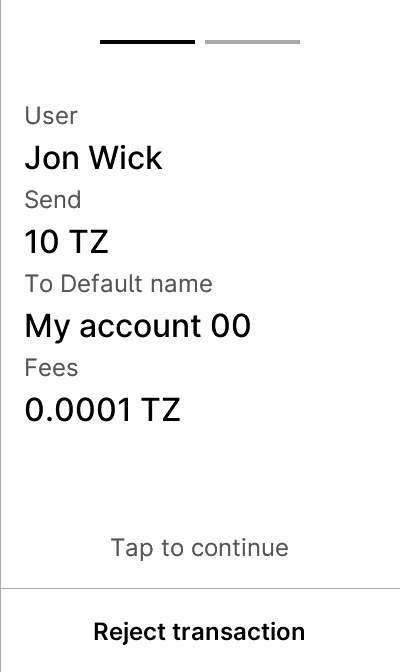 User
Jon Wick
Send
10 TZ
To Default name
My account 00
Fees
0.0001 TZ
Tap to continue
Reject transaction